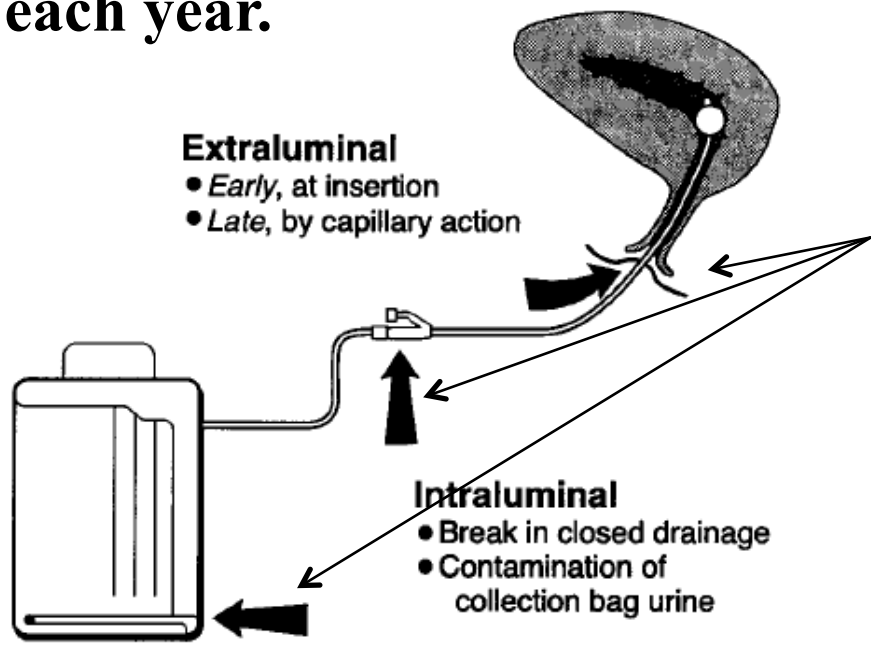 each year.
Extraluminal
• Early, at insertion
• Late, by capillary action
Intraluminal
• Break in closed drainage
• Contamination of
collection bag urine